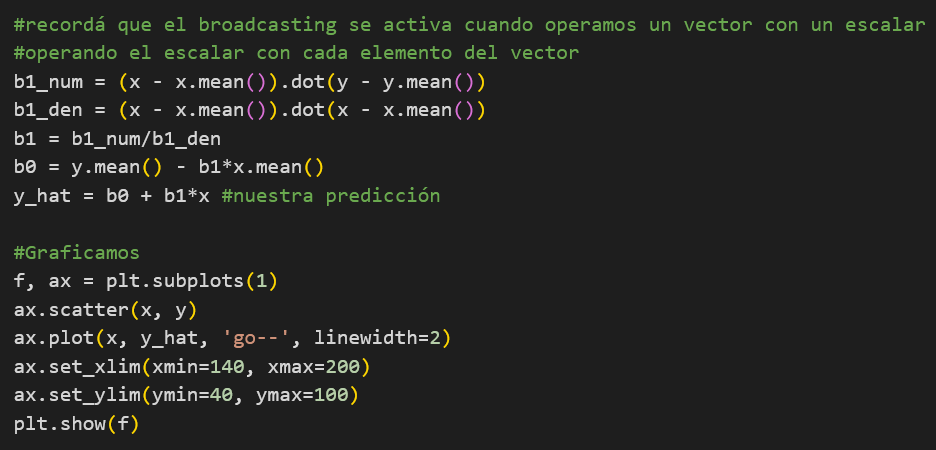 #recordá que el broadcasting se activa cuando operamos un vector con un escalar
#operando el escalar con cada elemento del vector
b1_num = (x - x.mean()).dot(y - y.mean())
b1_den = (x - x.mean()).dot(x - x.mean())
b1 = b1_num/b1_den
b0 = y.mean() - b1*x.mean()
y_hat = b0 + b1*x #nuestra predicción
#Graficamos
f, ax = plt.subplots(1)
ax.scatter(x, y)
ax.plot(x, y_hat, 'go--', linewidth=2)
ax.set_xlim(xmin=140, xmax=200)
ax.set_ylim(ymin=40, ymax=100)
plt.show(f)